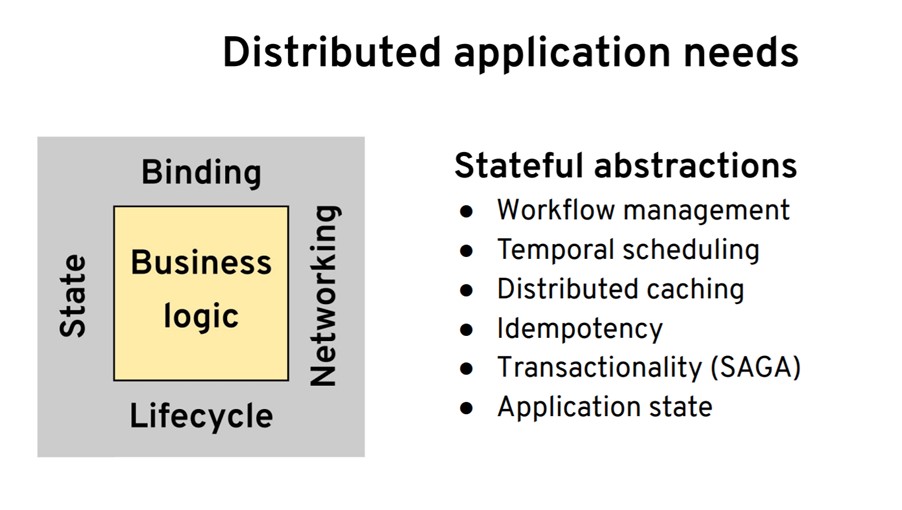 Distributed application needs
Binding
State
Business
logic
Networking
Lifecycle
Stateful abstractions
● Workflow management
● Temporal scheduling
● Distributed caching
● Idempotency
● Transactionality (SAGA)
● Application state